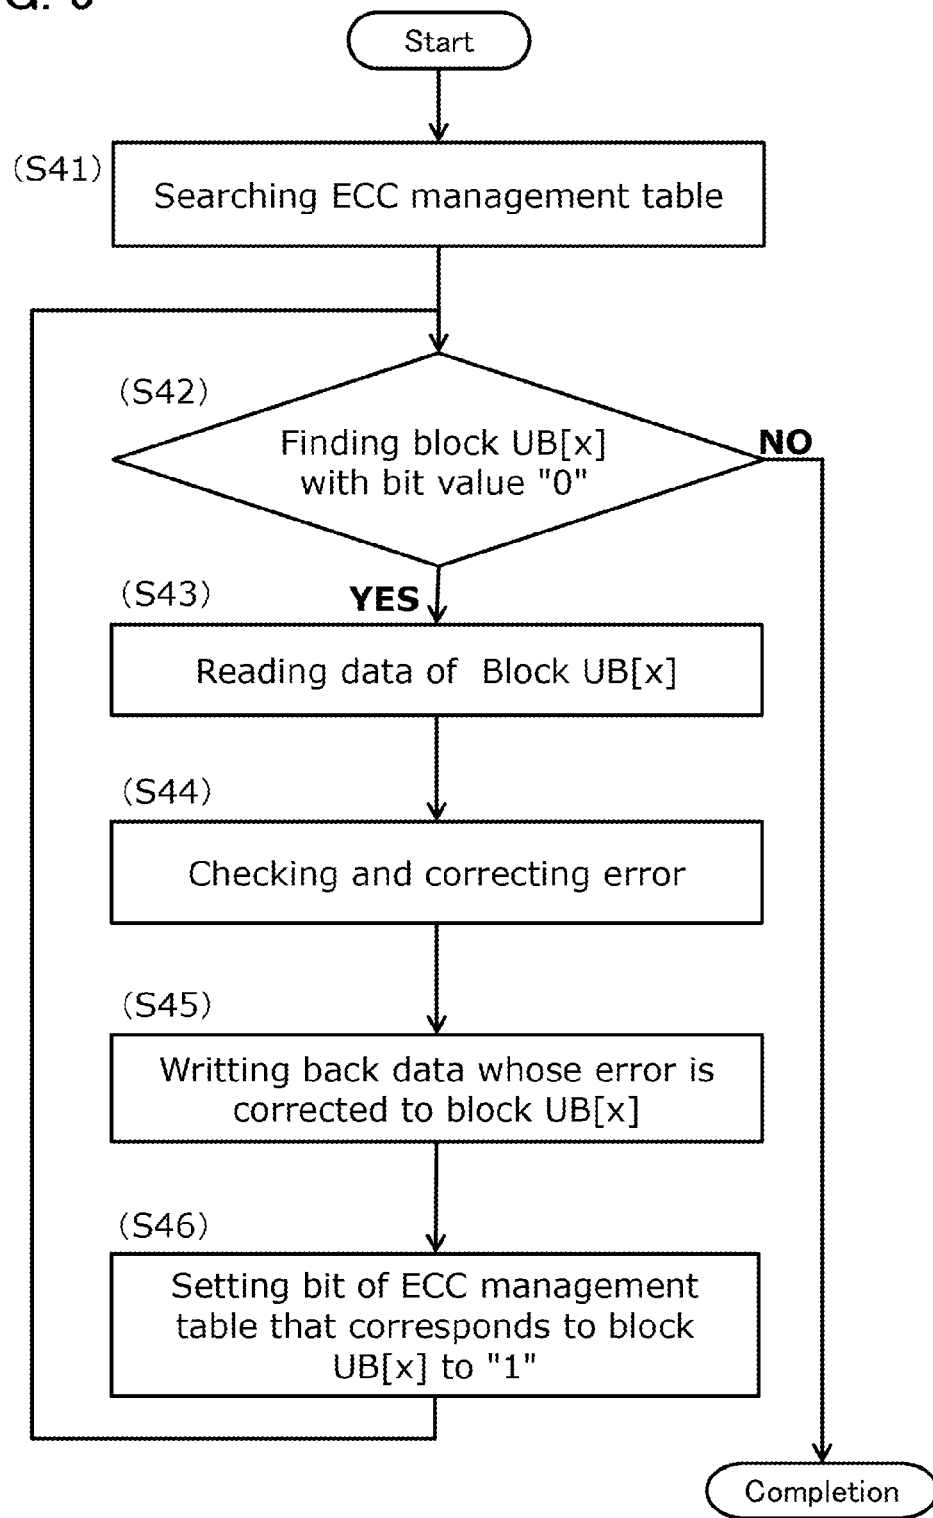 Start
(S41)
Searching ECC management table
(S42)
Finding block UB[x]
with bit value "0"
NO
YES
(S43)
Reading data of Block UB[x]
(S44)
Checking and correcting error
(S45)
Writting back data whose error is
corrected to block UB[x]
(S46)
Setting bit of ECC management
table that corresponds to block
UB[x] to "1"
Completion